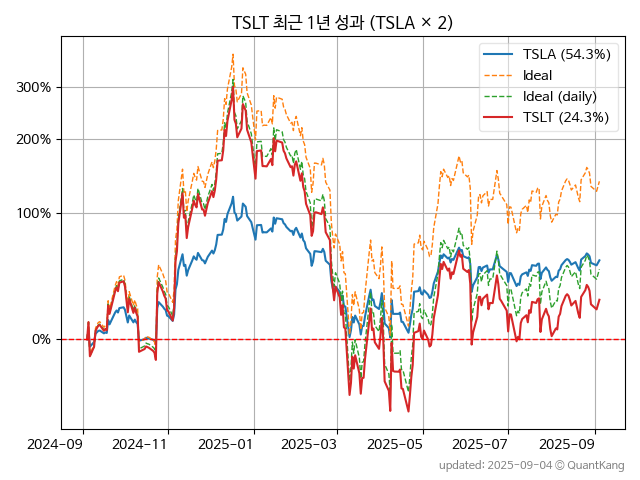 TSLT 최근 1년 성과 (TSLA × 2)
TSLA (54.3%)
Ideal
Ideal (daily)
TSLT (24.3%)
300%
200%
100%
0%
2024-09 2024-11 2025-01 2025-03 2025-05 2025-07 2025-09
updated: 2025-09-04 © QuantKang